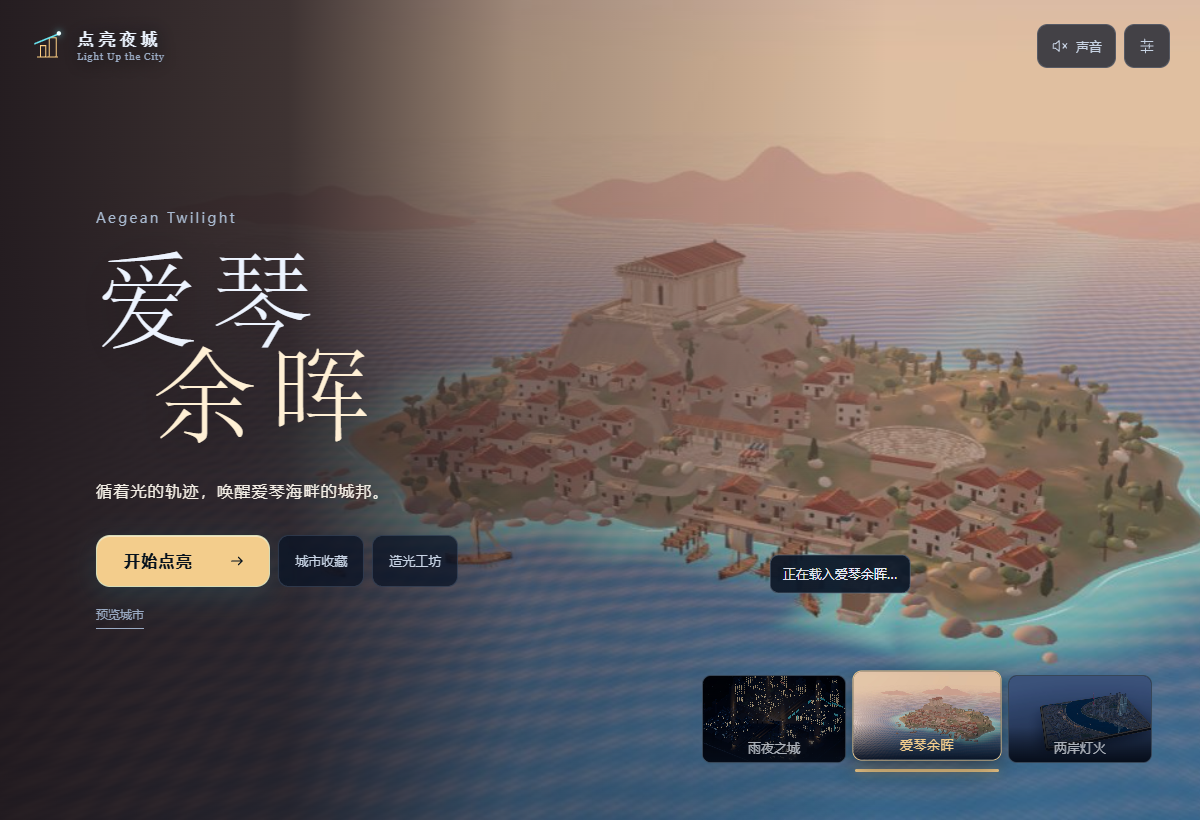 点亮夜城
Light Up the City
声音
Aegean Twilight
爱琴
余晖
循着光的轨迹，唤醒爱琴海畔的城邦。
开始点亮 →
城市收藏
造光工坊
预览城市
正在载入爱琴余晖...
雨夜之城
爱琴余晖
两岸灯火